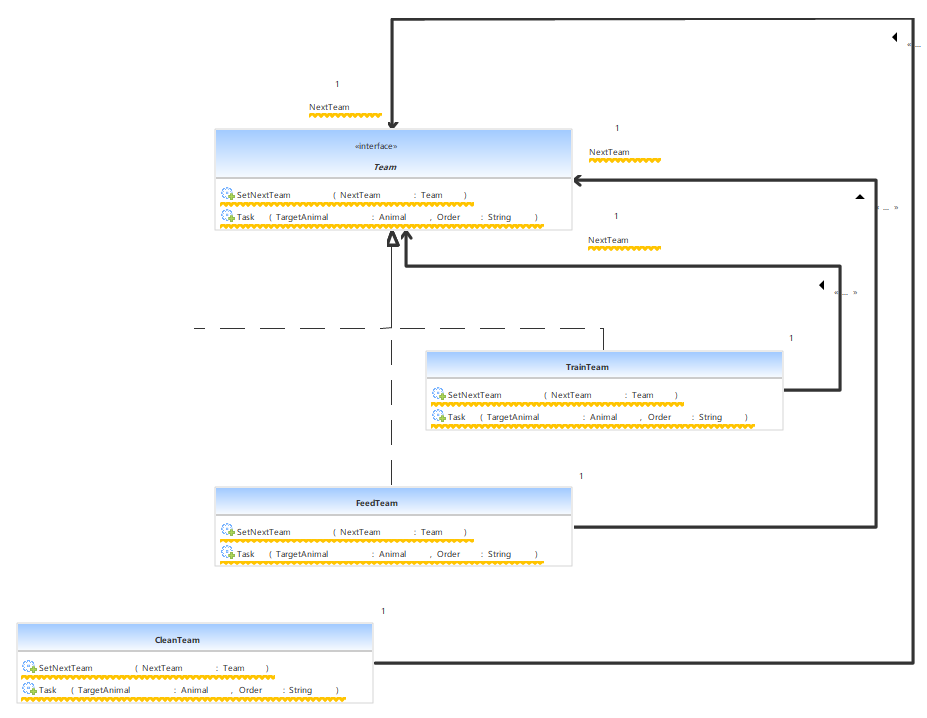 «_
1
NextTeam
«interface»
Team
SetNextTeam ( NextTeam : Team )
Task ( TargetAnimal : Animal , Order : String )
1
NextTeam
« _ »
1
NextTeam
« _ »
1
TrainTeam
SetNextTeam ( NextTeam : Team )
Task ( TargetAnimal : Animal , Order : String )
1
FeedTeam
SetNextTeam ( NextTeam : Team )
Task ( TargetAnimal : Animal , Order : String )
1
CleanTeam
SetNextTeam ( NextTeam : Team )
Task ( TargetAnimal : Animal , Order : String )